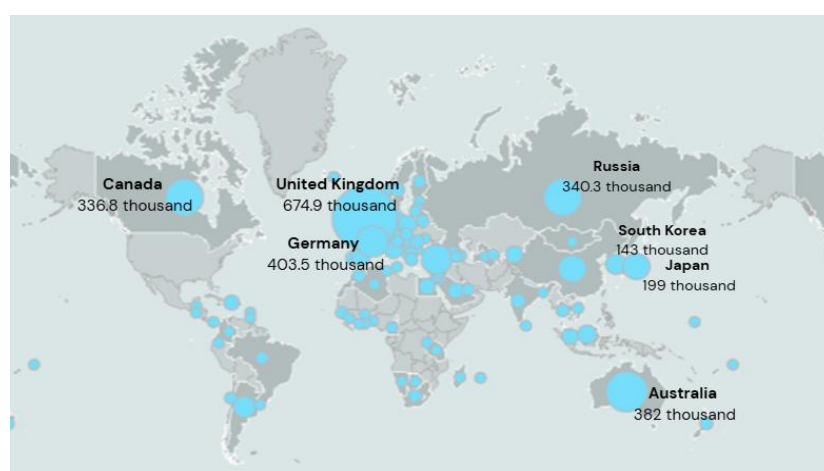 Canada
336.8 thousand
United Kingdom
674.9 thousand
Germany
403.5 thousand
Russia
340.3 thousand
South Korea
143 thousand
Japan
199 thousand
Australia
382 thousand